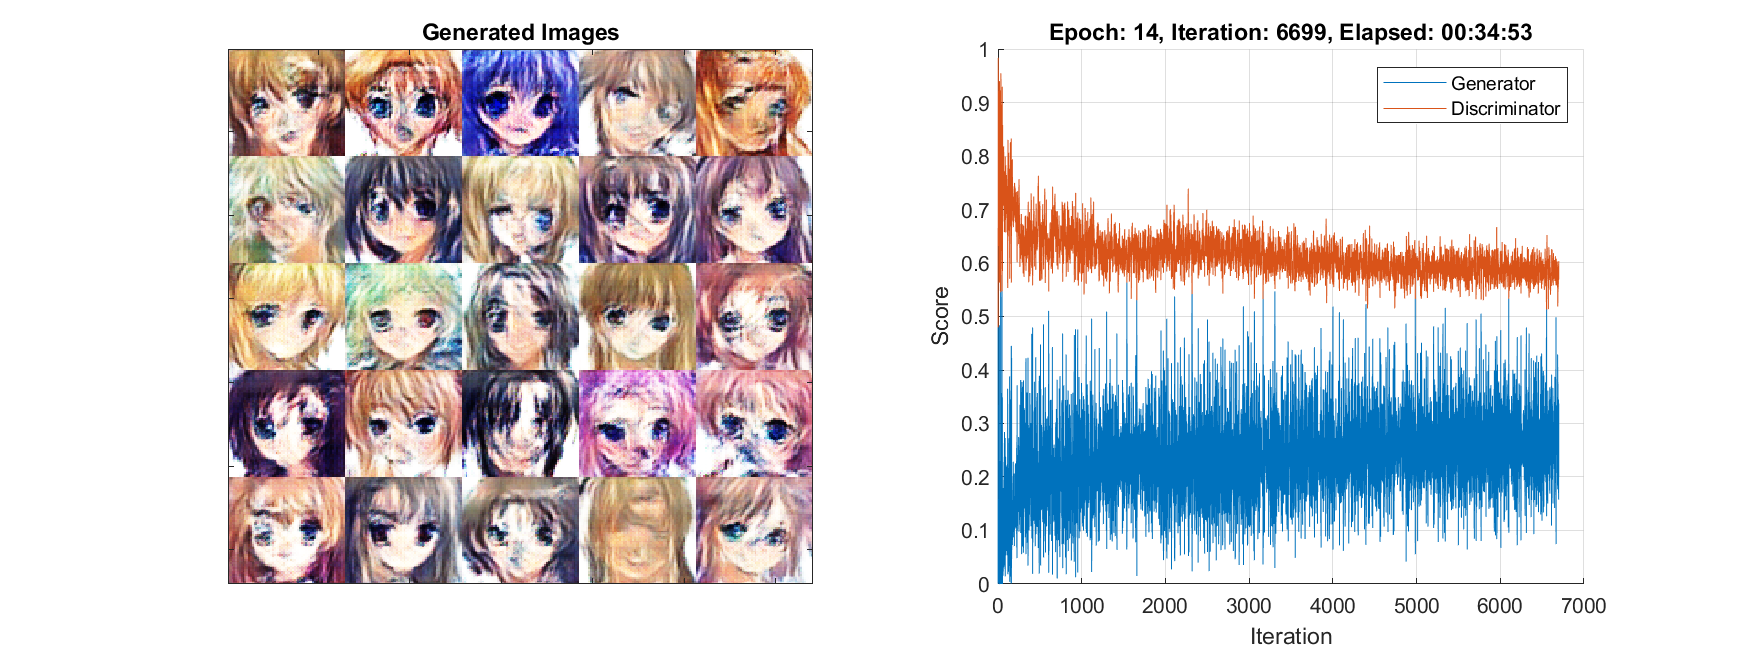 Generated Images
Epoch: 14, Iteration: 6699, Elapsed: 00:34:53
Generator
Discriminator
1
0.9
0.8
0.7
0.6
0.5
0.4
0.3
0.2
0.1
0
Score
0 1000 2000 3000 4000 5000 6000 7000
Iteration